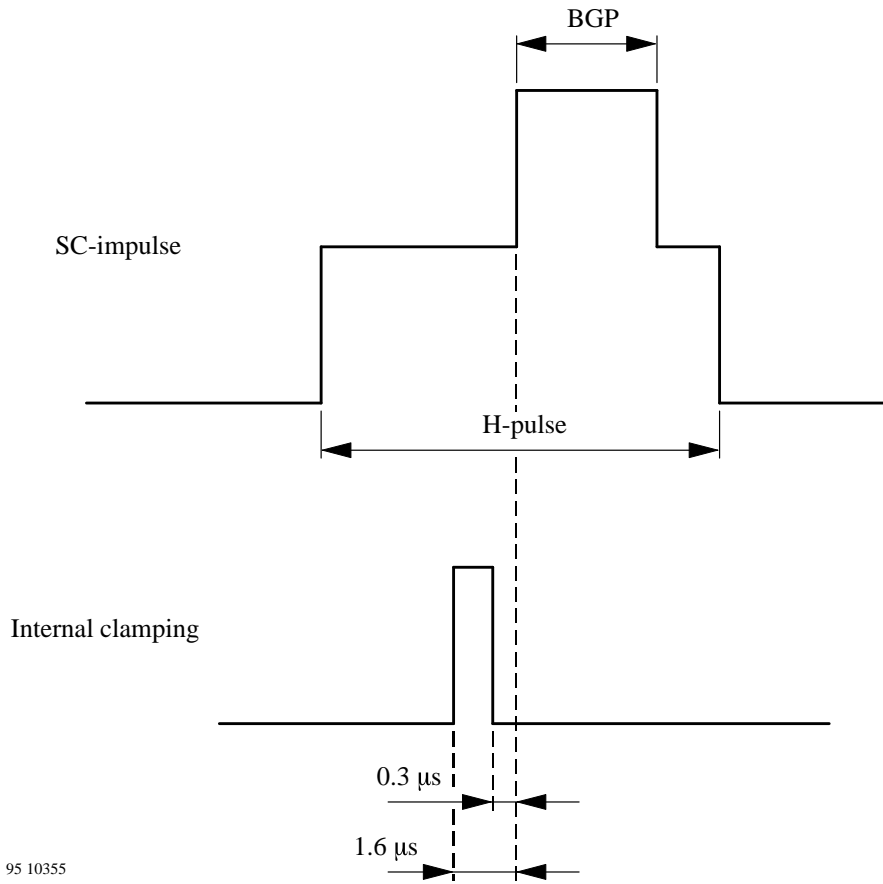 BGP
SC-impulse
H-pulse
Internal clamping
0.3 μs
1.6 μs
95 10355